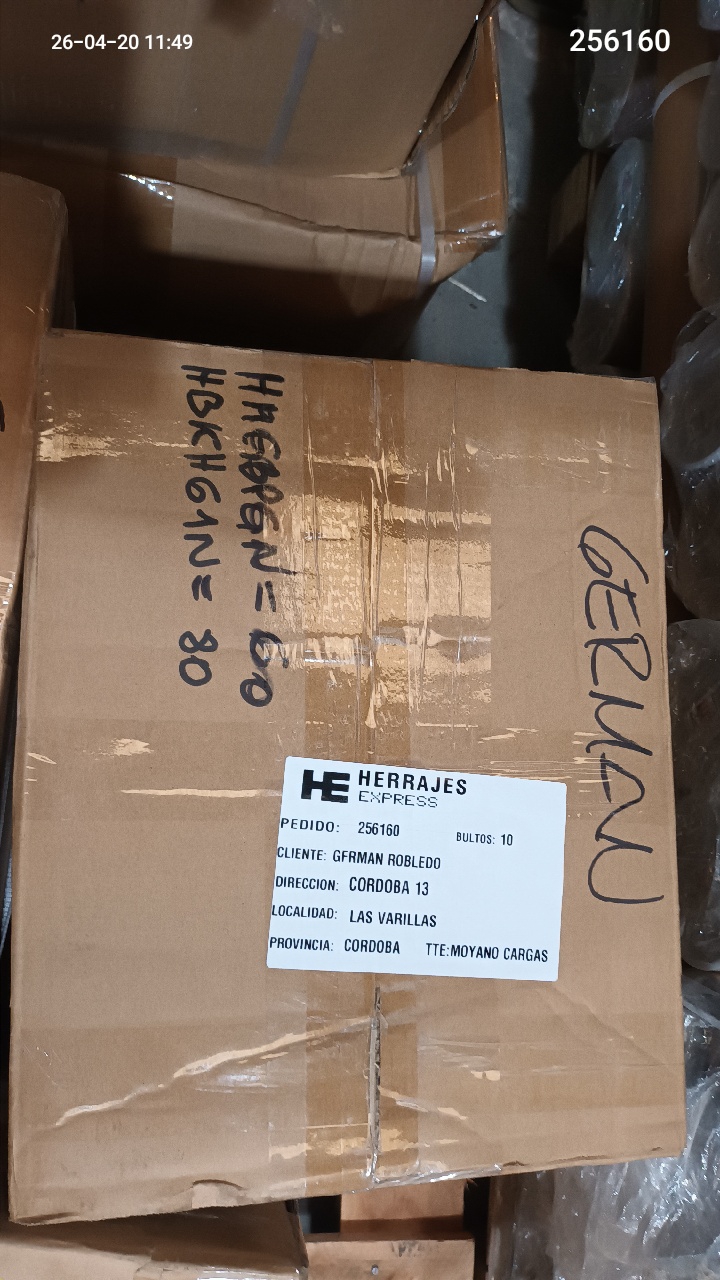 26-04-20 11:49
256160
HBKHG1N = 80
GERMAN
HE HERRAJES
EXPRESS
PEDIDO: 256160 BULTOS: 10
CLIENTE: GFRMAN ROBLEDO
DIRECCION: CORDOBA 13
LOCALIDAD: LAS VARILLAS
PROVINCIA: CORDOBA TTE:MOYANO CARGAS